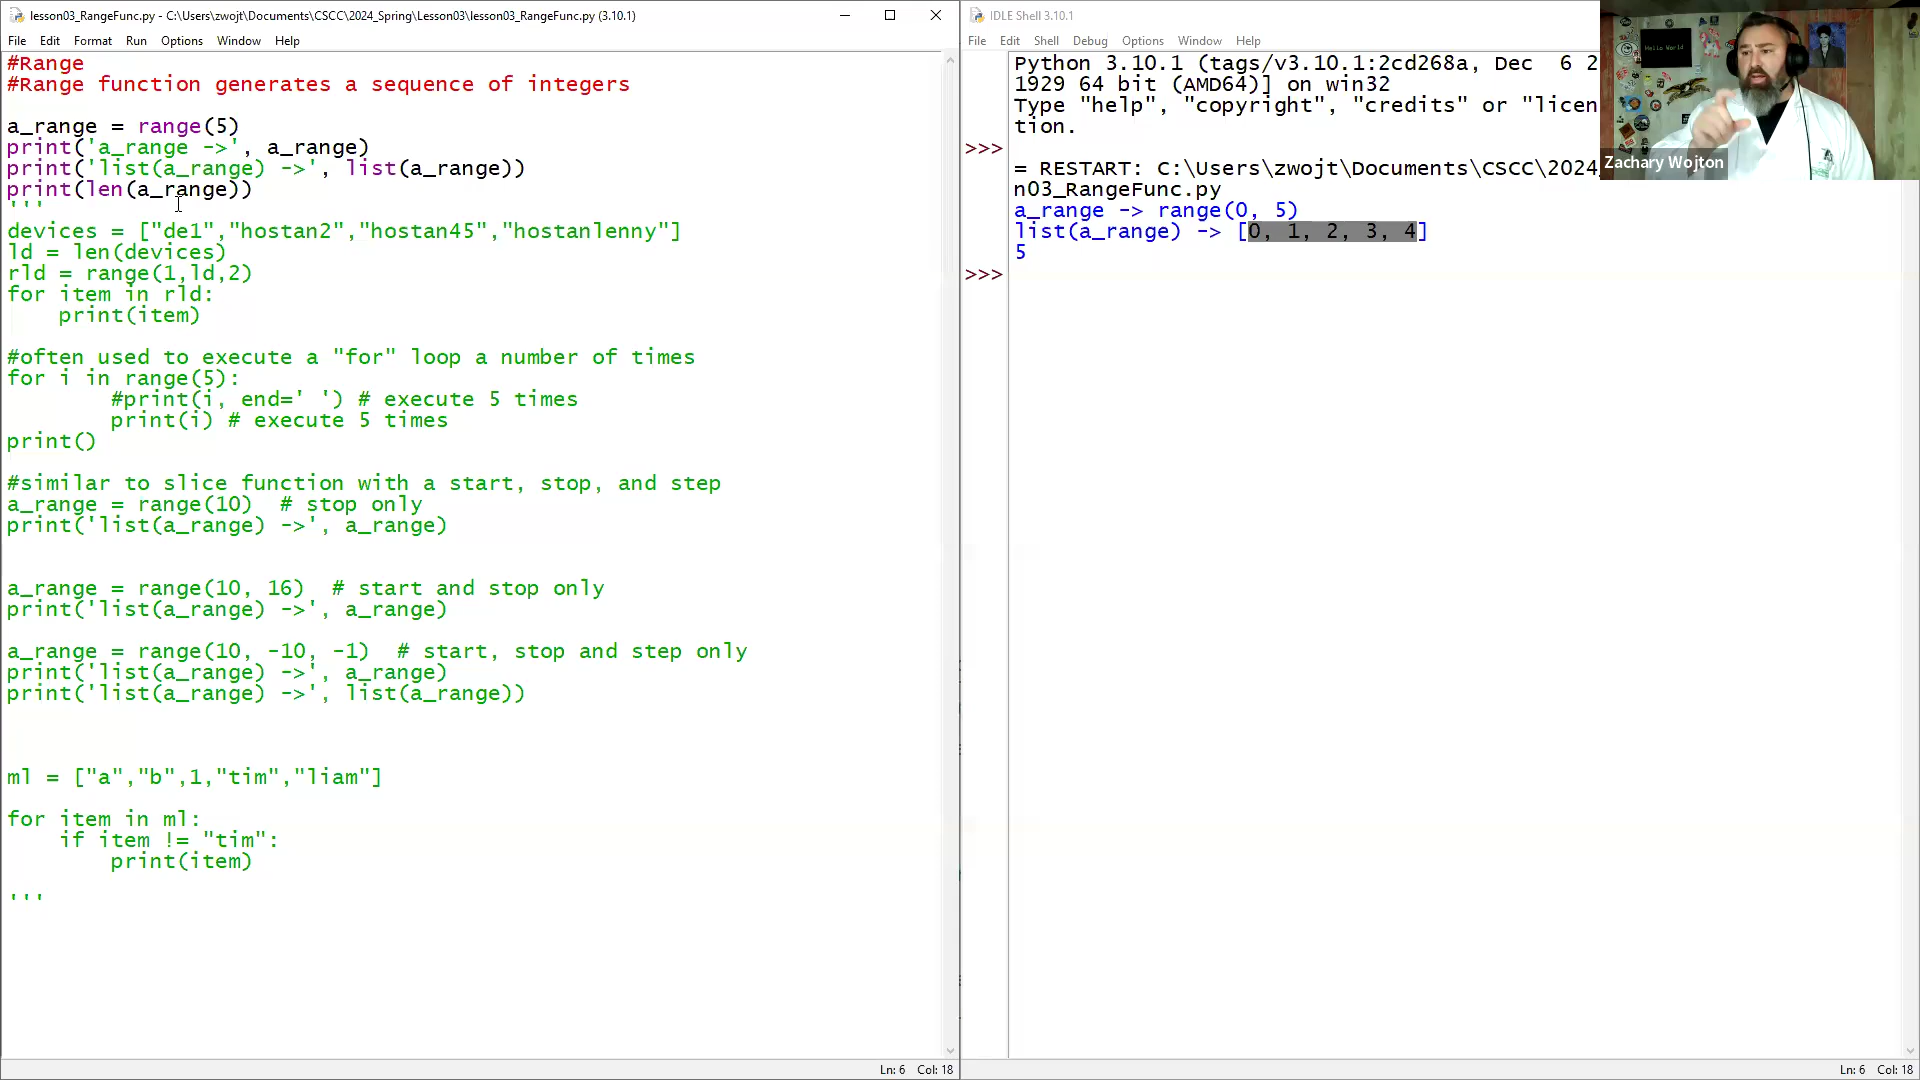 lesson03_RangeFunc.py - C:\Users\zwojt\Documents\CSCC\2024_Spring\Lesson03\lesson03_RangeFunc.py (3.10.1)
File Edit Format Run Options Window Help
#Range
#Range function generates a sequence of integers
a_range = range(5)
print('a_range ->', a_range)
print('list(a_range) ->', list(a_range))
print(len(a_range))
'''
devices = ["de1","hostan2","hostan45","hostanlenny"]
ld = len(devices)
rld = range(1,ld,2)
for item in rld:
    print(item)
#often used to execute a "for" loop a number of times
for i in range(5):
        #print(i, end=' ') # execute 5 times
        print(i) # execute 5 times
print()
#similar to slice function with a start, stop, and step
a_range = range(10)  # stop only
print('list(a_range) ->', a_range)
a_range = range(10, 16)  # start and stop only
print('list(a_range) ->', a_range)
a_range = range(10, -10, -1)  # start, stop and step only
print('list(a_range) ->', a_range)
print('list(a_range) ->', list(a_range))
ml = ["a","b",1,"tim","liam"]
for item in ml:
    if item != "tim":
        print(item)
'''
Ln: 6 Col: 18
IDLE Shell 3.10.1
File Edit Shell Debug Options Window Help
Python 3.10.1 (tags/v3.10.1:2cd268a, Dec  6 2
1929 64 bit (AMD64)] on win32
Type "help", "copyright", "credits" or "licen
tion.
>>>
= RESTART: C:\Users\zwojt\Documents\CSCC\2024_
n03_RangeFunc.py
a_range -> range(0, 5)
list(a_range) -> [0, 1, 2, 3, 4]
5
>>>
Ln: 6 Col: 18
Hello World
Zachary Wojton